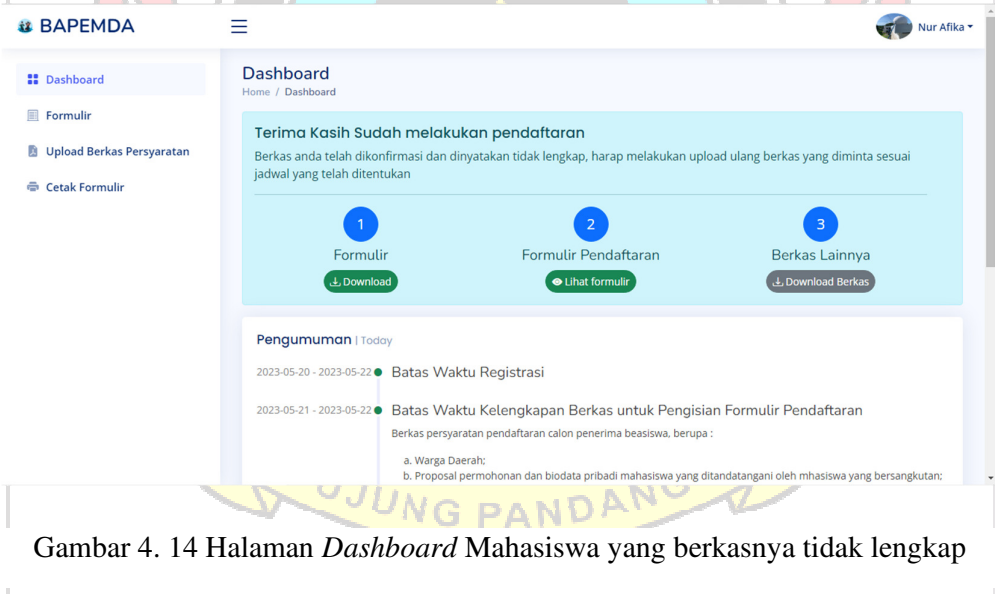 BAPEMDA
Nur Afika
Dashboard
Formulir
Upload Berkas Persyaratan
Cetak Formulir
Dashboard
Home / Dashboard
Terima Kasih Sudah melakukan pendaftaran
Berkas anda telah dikonfirmasi dan dinyatakan tidak lengkap, harap melakukan upload ulang berkas yang diminta sesuai
jadwal yang telah ditentukan
1
Formulir
Download
2
Formulir Pendaftaran
Lihat formulir
3
Berkas Lainnya
Download Berkas
Pengumuman | Today
2023-05-20 - 2023-05-22 Batas Waktu Registrasi
2023-05-21 - 2023-05-22 Batas Waktu Kelengkapan Berkas untuk Pengisian Formulir Pendaftaran
Berkas persyaratan pendaftaran calon penerima beasiswa, berupa :
a. Warga Daerah;
b. Proposal permohonan dan biodata pribadi mahasiswa yang ditandatangani oleh mhasiswa yang bersangkutan;
UJUNG PANDANG
Gambar 4. 14 Halaman Dashboard Mahasiswa yang berkasnya tidak lengkap